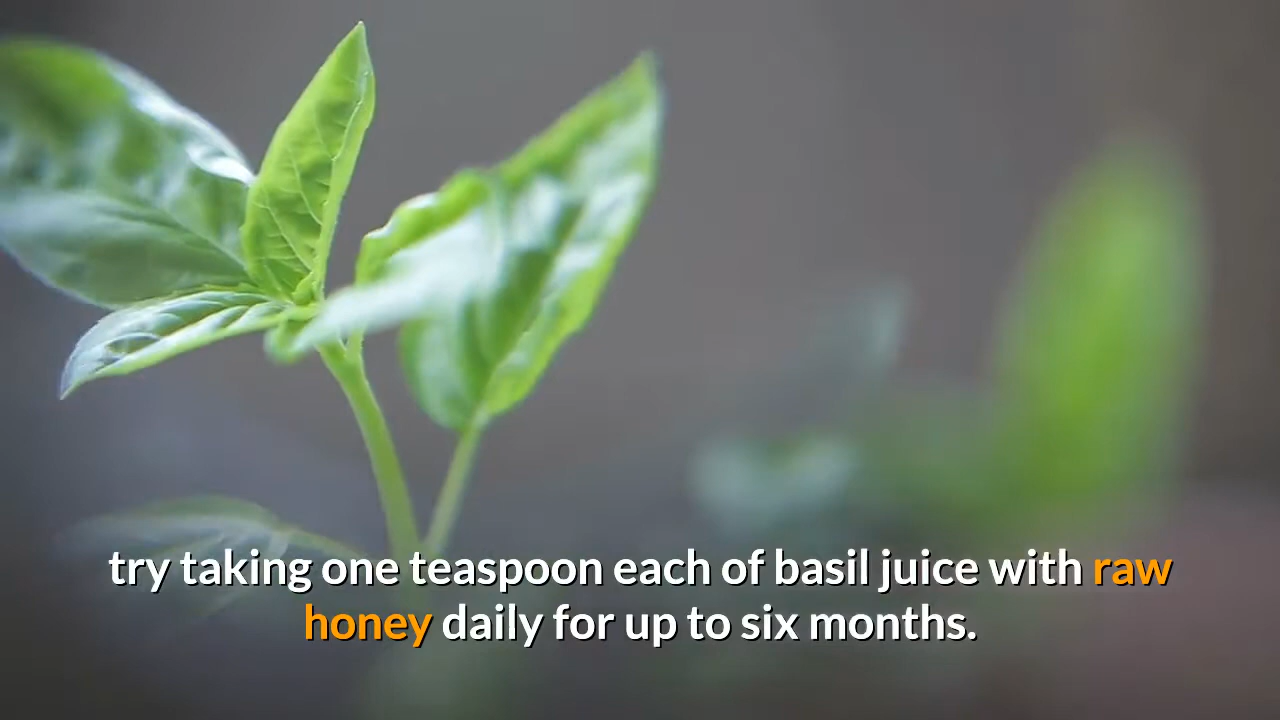 try taking one teaspoon each of basil juice with raw
honey daily for up to six months.